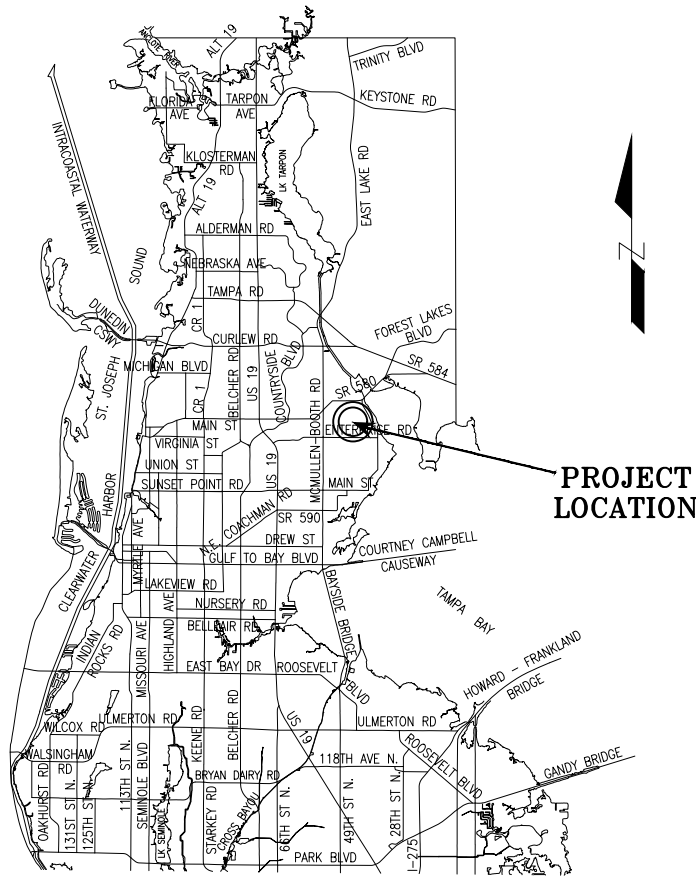 ANCLOTE RIVER
ALT 19
TRINITY BLVD
FLORIDA
AVE
TARPON
AVE
KEYSTONE RD
KLOSTERMAN
RD
LK TARPON
EAST LAKE RD
INTRACOASTAL WATERWAY
ALT 19
ALDERMAN RD
SOUND
NEBRASKA AVE
TAMPA RD
CR 1
DUNEDIN
CSWY
FOREST LAKES
BLVD
CURLEW RD
ST. JOSEPH
MICHIGAN BLVD
BELCHER RD
US 19
COUNTRYSIDE
BLVD
SR 584
SR 580
CR 1
MAIN ST
MCMULLEN-BOOTH RD
ENTERPRISE RD
VIRGINIA ST
UNION ST
US 19
PROJECT
LOCATION
SUNSET POINT RD
MAIN ST
HARBOR
N.E. COACHMAN RD
SR 590
MYRTLE AVE
DREW ST
COURTNEY CAMPBELL
CAUSEWAY
GULF TO BAY BLVD
CLEARWATER
LAKEVIEW RD
BAYSIDE BRIDGE
TAMPA BAY
NURSERY RD
INDIAN
ROCKS RD
MISSOURI AVE
HIGHLAND AVE
BELLEAIR RD
EAST BAY DR
ROOSEVELT
BLVD
HOWARD - FRANKLAND
BRIDGE
WILCOX RD
ULMERTON RD
KEENE RD
BELCHER RD
US 19
ULMERTON RD
WALSINGHAM
RD
118TH AVE N.
ROOSEVELT BLVD
GANDY BRIDGE
BRYAN DAIRY RD
OAKHURST RD
131ST ST N.
125TH ST N.
113TH ST N.
SEMINOLE BLVD
LK SEMINOLE
STARKEY RD
CROSS BAYOU
66TH ST N.
49TH ST N.
28TH ST N.
I-275
PARK BLVD
N